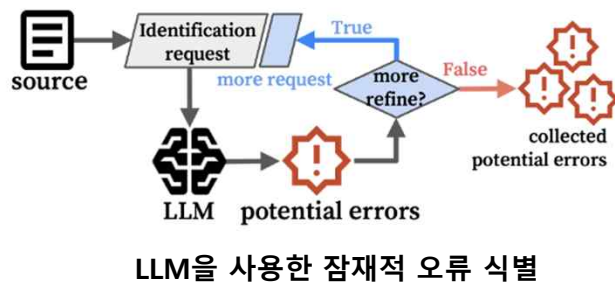 source
Identification
request
more request
True
more
refine?
False
LLM
potential errors
collected
potential errors
LLM을 사용한 잠재적 오류 식별